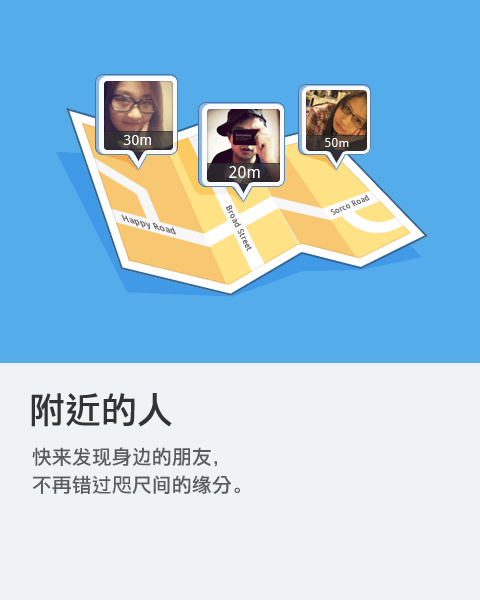 30m
20m
50m
Happy Road
Broad Street
Sorco Road
附近的人
快来发现身边的朋友，
不再错过咫尺间的缘分。